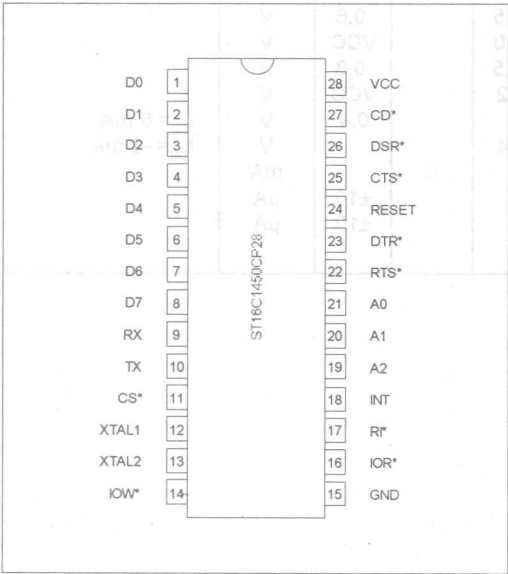 D0 1 28 VCC
D1 2 27 CD*
D2 3 26 DSR*
D3 4 25 CTS*
D4 5 24 RESET
D5 6 23 DTR*
D6 7 22 RTS*
D7 8 21 A0
RX 9 20 A1
TX 10 19 A2
CS* 11 18 INT
XTAL1 12 17 RI*
XTAL2 13 16 IOR*
IOW* 14 15 GND
ST16C1450CP28